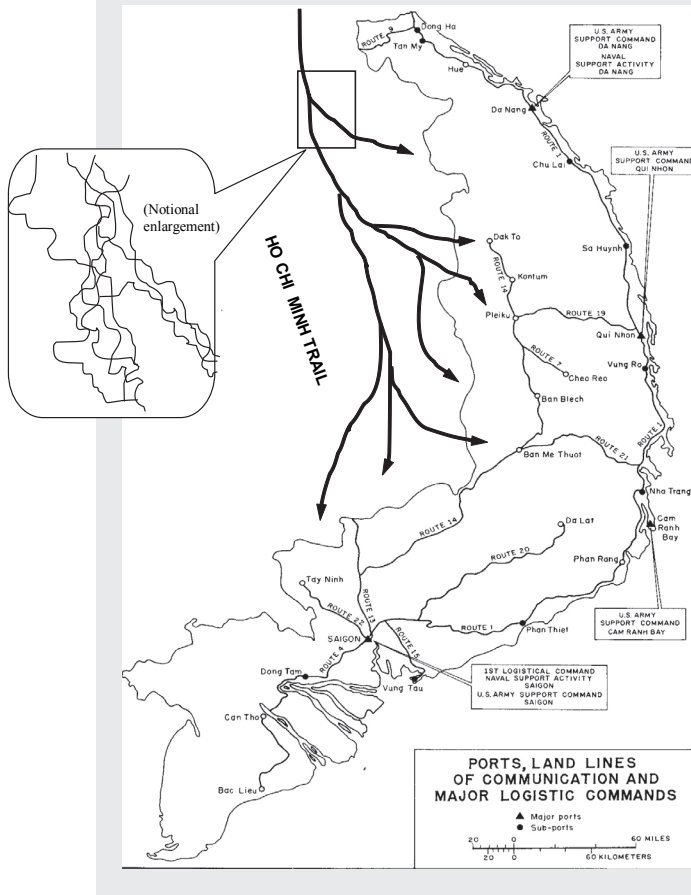 ROUTE 9
Dong Ha
Tan My
Hue
U.S. ARMY
SUPPORT COMMAND
DA NANG
NAVAL
SUPPORT ACTIVITY
DA NANG
Da Nang
ROUTE 1
Chu Lai
U.S. ARMY
SUPPORT COMMAND
QUI NHON
(Notional
enlargement)
HO CHI MINH TRAIL
Dak To
Sa Huynh
ROUTE 14
Kontum
Pleiku
ROUTE 19
Qui Nhon
ROUTE 7
Cheo Reo
Vung Ro
Ban Blech
ROUTE 1
ROUTE 21
Ban Me Thuot
Nha Trang
ROUTE 14
Da Lat
Cam
Ranh
Bay
ROUTE 20
Phan Rang
Tay Ninh
ROUTE 22
ROUTE 13
U.S. ARMY
SUPPORT COMMAND
CAM RANH BAY
ROUTE 1
Phan Thiet
SAIGON
ROUTE 15
ROUTE 4
Dong Tam
Vung Tau
1ST LOGISTICAL COMMAND
NAVAL SUPPORT ACTIVITY
SAIGON
U.S. ARMY SUPPORT COMMAND
SAIGON
Can Tho
Bac Lieu
PORTS, LAND LINES
OF COMMUNICATION AND
MAJOR LOGISTIC COMMANDS
Major ports
Sub-ports
20 0 60 MILES
20 0 60 KILOMETERS